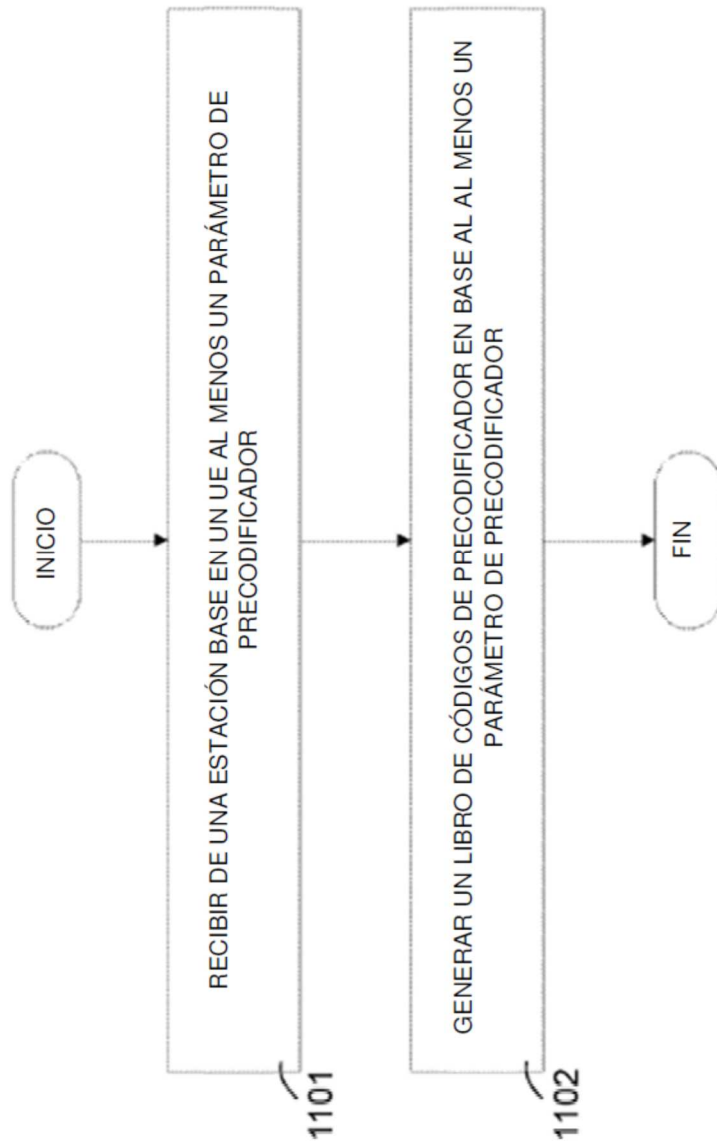 INICIO
RECIBIR DE UNA ESTACIÓN BASE EN UN UE AL MENOS UN PARÁMETRO DE
PRECODIFICADOR
1101
GENERAR UN LIBRO DE CÓDIGOS DE PRECODIFICADOR EN BASE AL AL MENOS UN
PARÁMETRO DE PRECODIFICADOR
1102
FIN